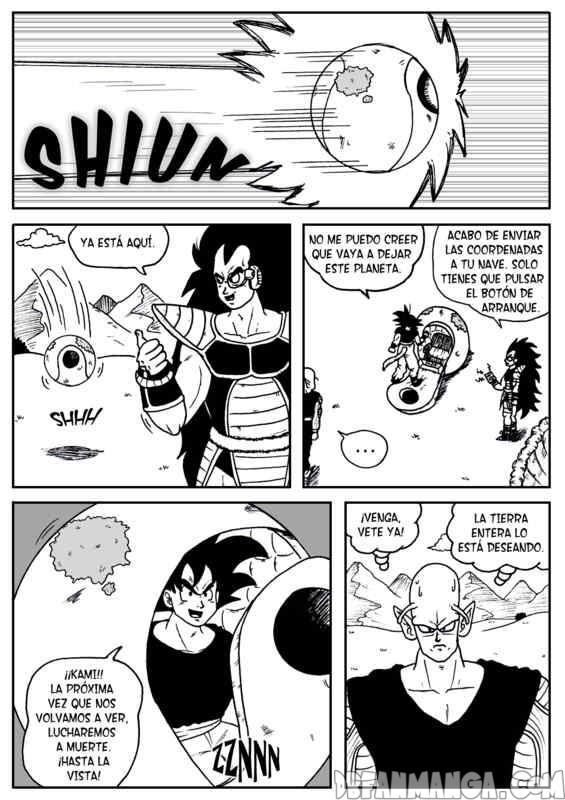 SHIUN
YA ESTÁ AQUÍ.
SHHH
NO ME PUEDO CREER
QUE VAYA A DEJAR
ESTE PLANETA.
ACABO DE ENVIAR
LAS COORDENADAS
A TU NAVE. SOLO
TIENES QUE PULSAR
EL BOTÓN DE
ARRANQUE.
...
¡¡KAMI!!
LA PRÓXIMA
VEZ QUE NOS
VOLVAMOS A VER,
LUCHAREMOS
A MUERTE.
¡HASTA LA
VISTA!
ZZNNN
¡VENGA,
VETE YA!
LA TIERRA
ENTERA LO
ESTÁ DESEANDO.
DBFANMANGA.COM